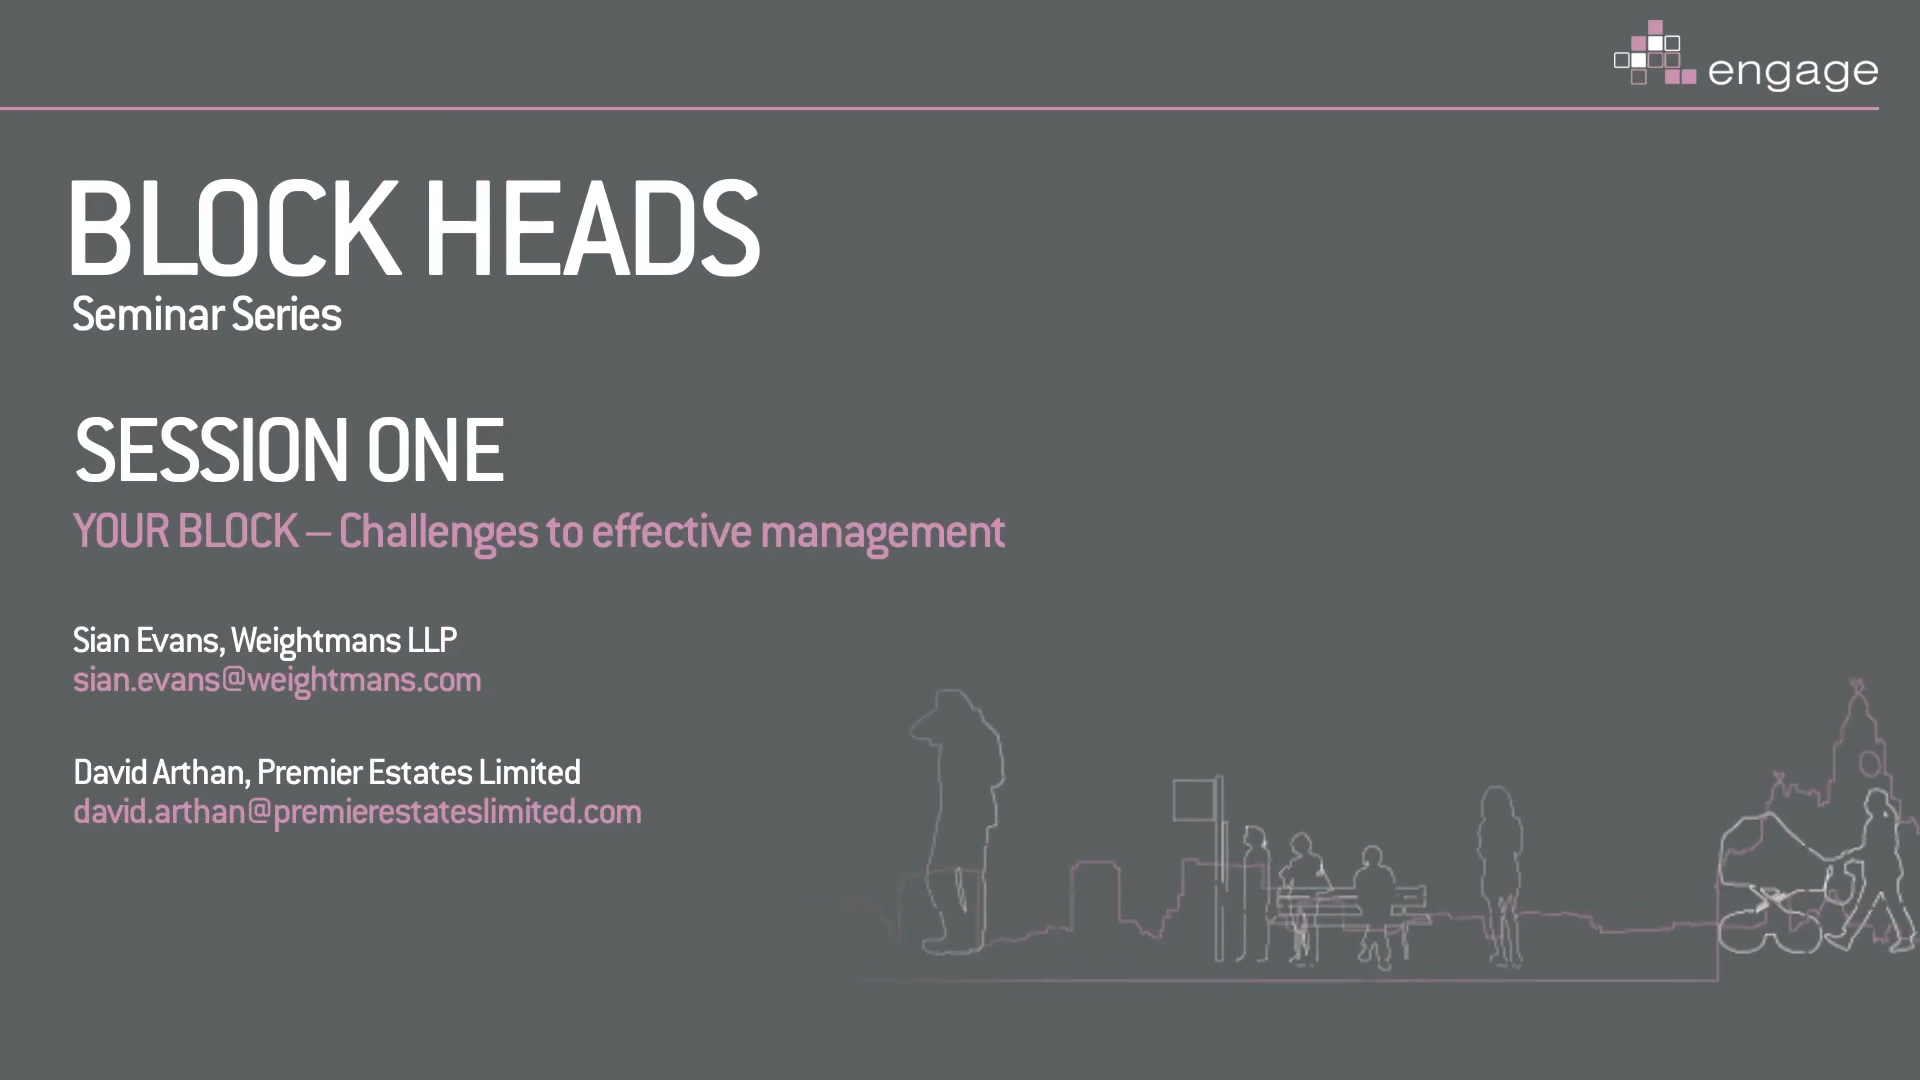 engage
BLOCK HEADS
Seminar Series
SESSION ONE
YOUR BLOCK – Challenges to effective management
Sian Evans, Weightmans LLP
sian.evans@weightmans.com
David Arthan, Premier Estates Limited
david.arthan@premierestateslimited.com